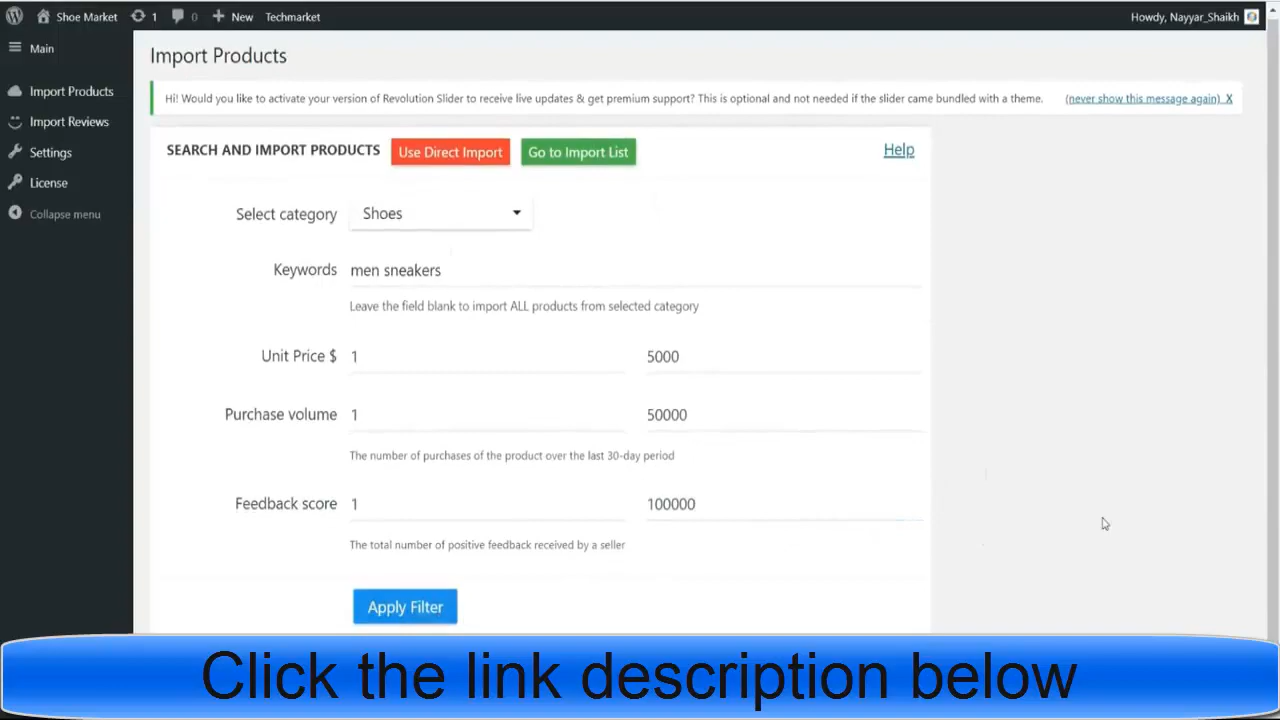 Shoe Market 1 0 New Techmarket Howdy, Nayyar_Shaikh
Main
Import Products
Import Reviews
Settings
License
Collapse menu
Import Products
Hi! Would you like to activate your version of Revolution Slider to receive live updates & get premium support? This is optional and not needed if the slider came bundled with a theme. (never show this message again) X
SEARCH AND IMPORT PRODUCTS Use Direct Import Go to Import List Help
Select category Shoes
Keywords men sneakers
Leave the field blank to import ALL products from selected category
Unit Price $ 1 5000
Purchase volume 1 50000
The number of purchases of the product over the last 30-day period
Feedback score 1 100000
The total number of positive feedback received by a seller
Apply Filter
Click the link description below